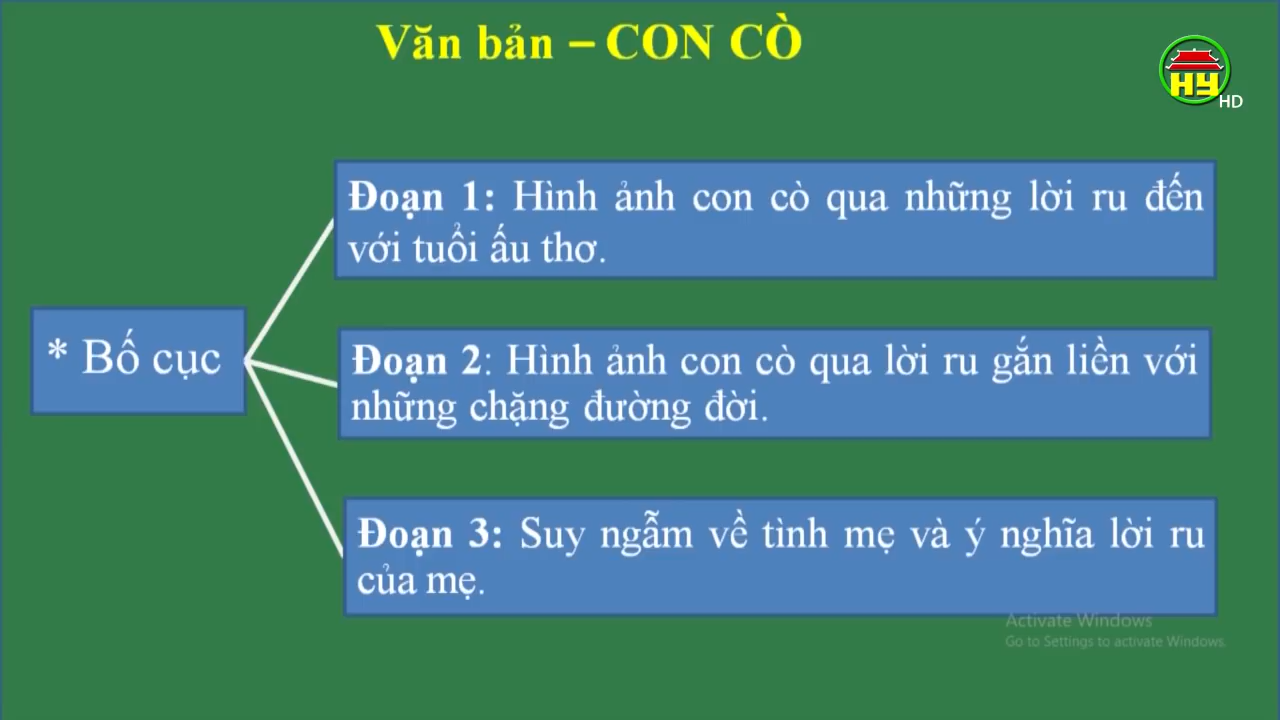 Văn bản – CON CÒ
HY
HD
Đoạn 1: Hình ảnh con cò qua những lời ru đến
với tuổi ấu thơ.
* Bố cục
Đoạn 2: Hình ảnh con cò qua lời ru gắn liền với
những chặng đường đời.
Đoạn 3: Suy ngẫm về tình mẹ và ý nghĩa lời ru
của mẹ.
Activate Windows
Go to Settings to activate Windows.